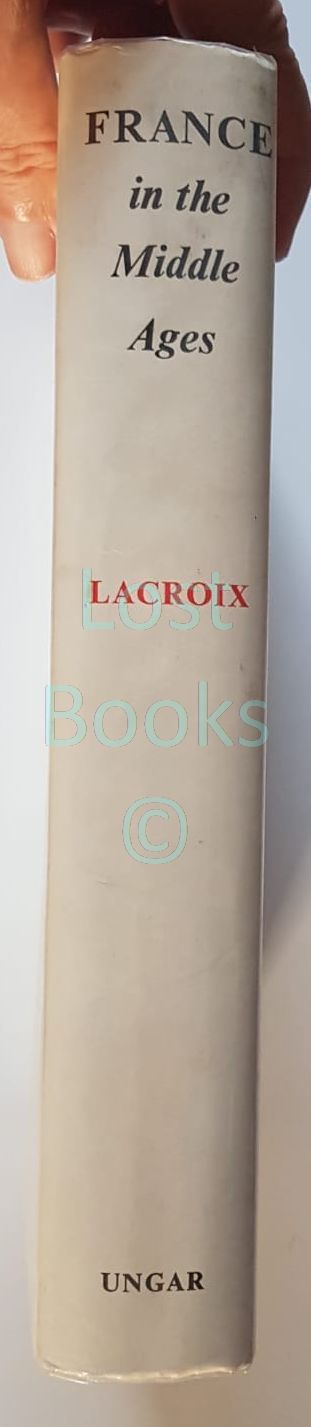 FRANCE
in the
Middle
Ages
LACROIX
Lost
Books
©
UNGAR